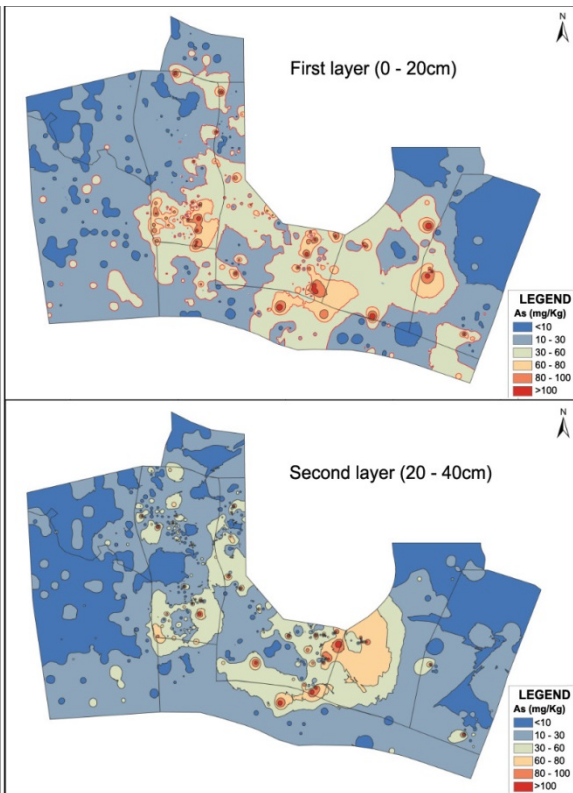 N
First layer (0 - 20cm)
LEGEND
As (mg/Kg)
<10
10 - 30
30 - 60
60 - 80
80 - 100
>100
N
Second layer (20 - 40cm)
LEGEND
As (mg/Kg)
<10
10 - 30
30 - 60
60 - 80
80 - 100
>100